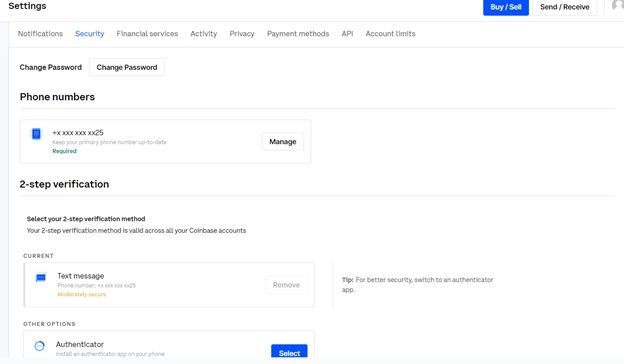 Settings
Buy / Sell
Send / Receive
Notifications
Security
Financial services
Activity
Privacy
Payment methods
API
Account limits
Change Password
Change Password
Phone numbers
+x xxx xxx xx25
Keep your primary phone number up-to-date
Required
Manage
2-step verification
Select your 2-step verification method
Your 2-step verification method is valid across all your Coinbase accounts
CURRENT
Text message
Phone number: +x xxx xxx xx25
Moderately secure
Remove
Tip: For better security, switch to an authenticator
app.
OTHER OPTIONS
Authenticator
Install an authenticator app on your phone
Select